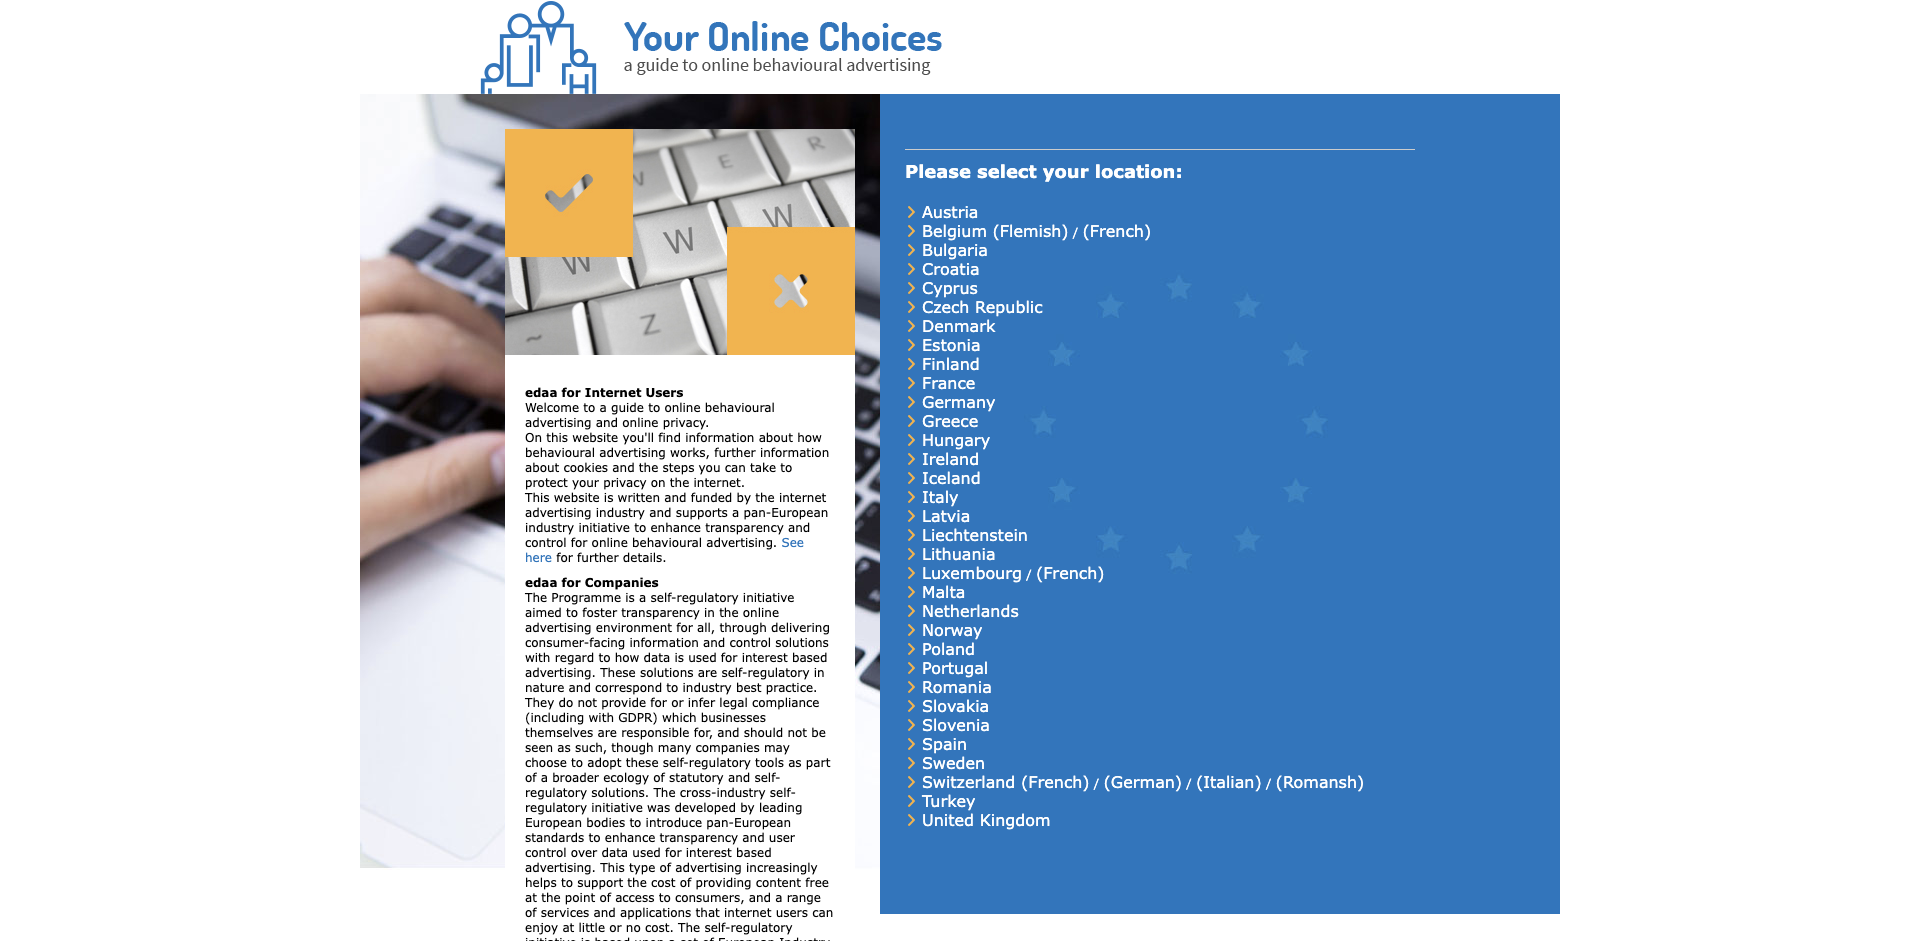 Your Online Choices
a guide to online behavioural advertising
E
R
W
W
W
Z
~
edaa for Internet Users
Welcome to a guide to online behavioural
advertising and online privacy.
On this website you'll find information about how
behavioural advertising works, further information
about cookies and the steps you can take to
protect your privacy on the internet.
This website is written and funded by the internet
advertising industry and supports a pan-European
industry initiative to enhance transparency and
control for online behavioural advertising. See
here for further details.
edaa for Companies
The Programme is a self-regulatory initiative
aimed to foster transparency in the online
advertising environment for all, through delivering
consumer-facing information and control solutions
with regard to how data is used for interest based
advertising. These solutions are self-regulatory in
nature and correspond to industry best practice.
They do not provide for or infer legal compliance
(including with GDPR) which businesses
themselves are responsible for, and should not be
seen as such, though many companies may
choose to adopt these self-regulatory tools as part
of a broader ecology of statutory and self-
regulatory solutions. The cross-industry self-
regulatory initiative was developed by leading
European bodies to introduce pan-European
standards to enhance transparency and user
control over data used for interest based
advertising. This type of advertising increasingly
helps to support the cost of providing content free
at the point of access to consumers, and a range
of services and applications that internet users can
enjoy at little or no cost. The self-regulatory
initiative is based upon a set of European Industry
Please select your location:
Austria
Belgium (Flemish) / (French)
Bulgaria
Croatia
Cyprus
Czech Republic
Denmark
Estonia
Finland
France
Germany
Greece
Hungary
Ireland
Iceland
Italy
Latvia
Liechtenstein
Lithuania
Luxembourg / (French)
Malta
Netherlands
Norway
Poland
Portugal
Romania
Slovakia
Slovenia
Spain
Sweden
Switzerland (French) / (German) / (Italian) / (Romansh)
Turkey
United Kingdom